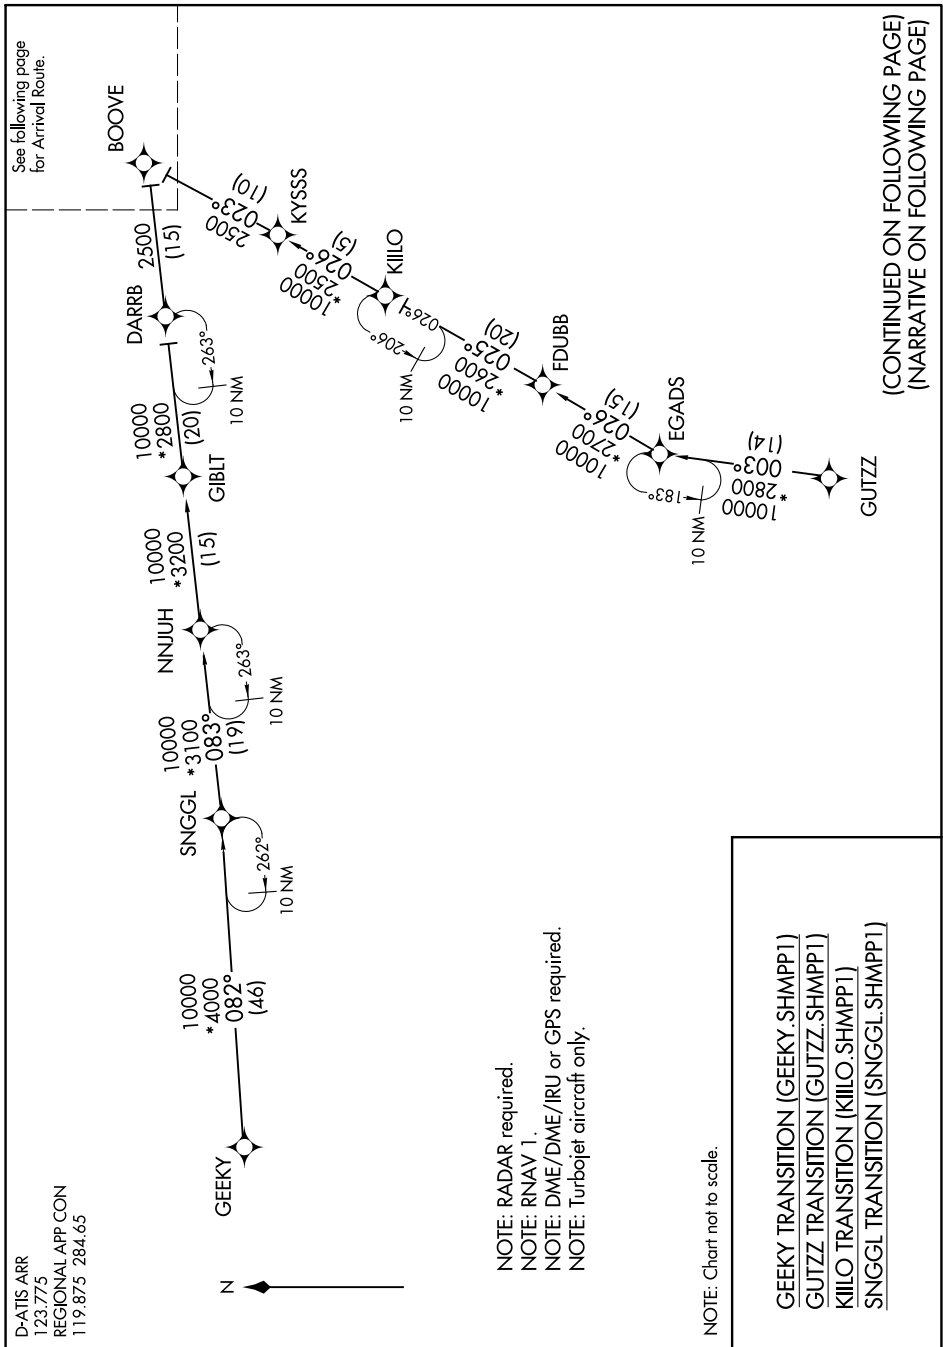 D-ATIS ARR
123.775
REGIONAL APP CON
119.875 284.65
See following page
for Arrival Route.
BOOVE
2500
(15)
DARRB
263°
10 NM
10000
*2800
(20)
GIBLT
10000
*3200
(15)
NNJUH
263°
10 NM
10000
*3100
083°
(19)
SNGGL
262°
10 NM
10000
*4000
082°
(46)
GEEKY
N
2500
023°
(10)
KYSSS
10000
*2500
026°
(5)
KIILO
206°
026°
10 NM
10000
*2600
025°
(20)
FDUBB
10000
*2700
026°
(15)
EGADS
183°
10 NM
10000
*2800
003°
(14)
GUTZZ
NOTE: RADAR required.
NOTE: RNAV 1.
NOTE: DME/DME/IRU or GPS required.
NOTE: Turbojet aircraft only.
NOTE: Chart not to scale.
GEEKY TRANSITION (GEEKY.SHMPP1)
GUTZZ TRANSITION (GUTZZ.SHMPP1)
KIILO TRANSITION (KIILO.SHMPP1)
SNGGL TRANSITION (SNGGL.SHMPP1)
(CONTINUED ON FOLLOWING PAGE)
(NARRATIVE ON FOLLOWING PAGE)